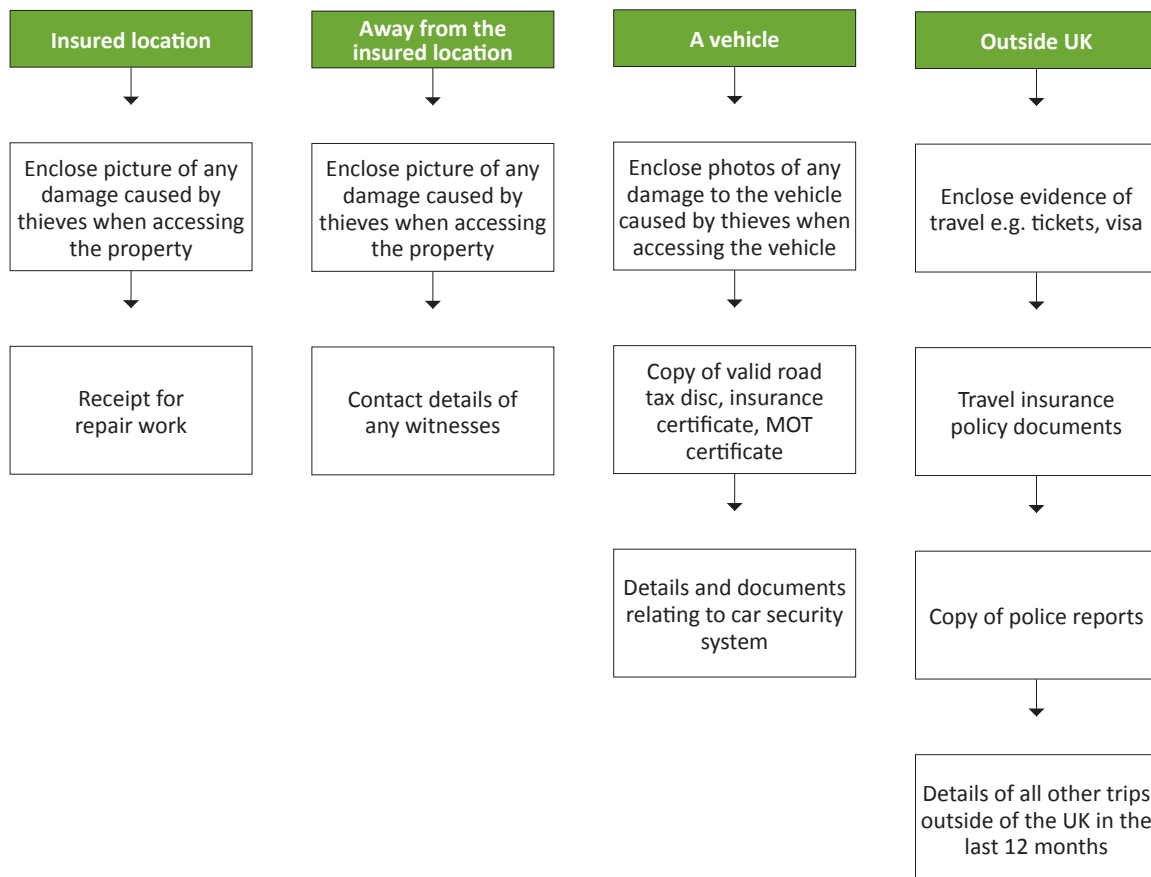 Insured location
Away from the
insured location
A vehicle
Outside UK
Enclose picture of any
damage caused by
thieves when accessing
the property
Enclose picture of any
damage caused by
thieves when accessing
the property
Enclose photos of any
damage to the vehicle
caused by thieves when
accessing the vehicle
Enclose evidence of
travel e.g. tickets, visa
Receipt for
repair work
Contact details of
any witnesses
Copy of valid road
tax disc, insurance
certificate, MOT
certificate
Travel insurance
policy documents
Details and documents
relating to car security
system
Copy of police reports
Details of all other trips
outside of the UK in the
last 12 months